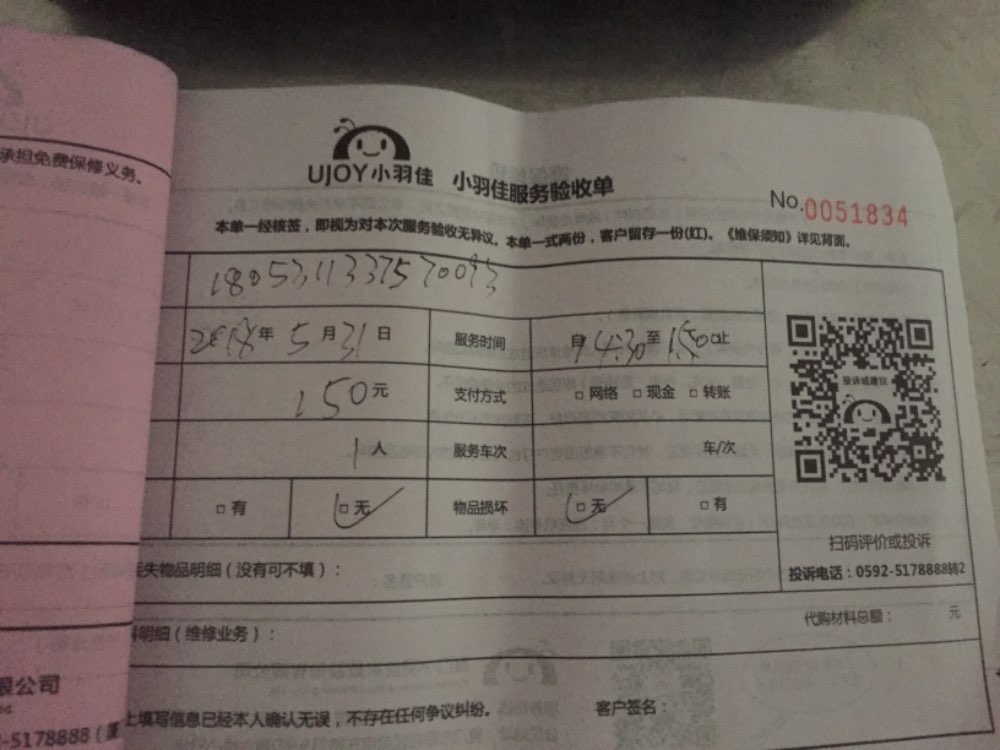 承担免费保修义务。
UJOY小羽佳 小羽佳服务验收单
No.0051834
本单一经核签，即视为对本次服务验收无异议。本单一式两份，客户留存一份(红)。《维保须知》详见背面。
1805311337570093
2018年5月31日 服务时间 自14:30至1:50止
150元 支付方式 □网络 □现金 □转账
投诉或建议
1人 服务车次 车/次
□有 □无 物品损坏 □无 □有
扫码评价或投诉
投诉电话：0592-5178888转2
失物品明细（没有可不填）：
代购材料总额： 元
料明细（维修业务）：
限公司
上填写信息已经本人确认无误，不存在任何争议纠纷。 客户签名：
2-5178888